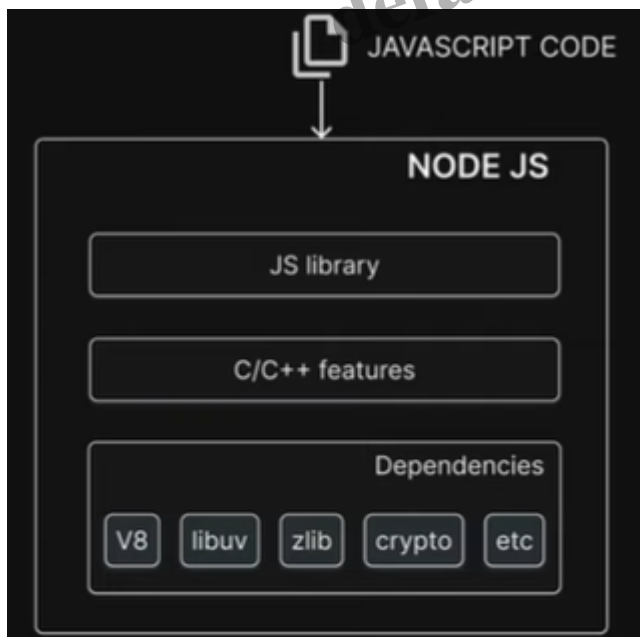 JAVASCRIPT CODE
NODE JS
JS library
C/C++ features
Dependencies
V8 libuv zlib crypto etc